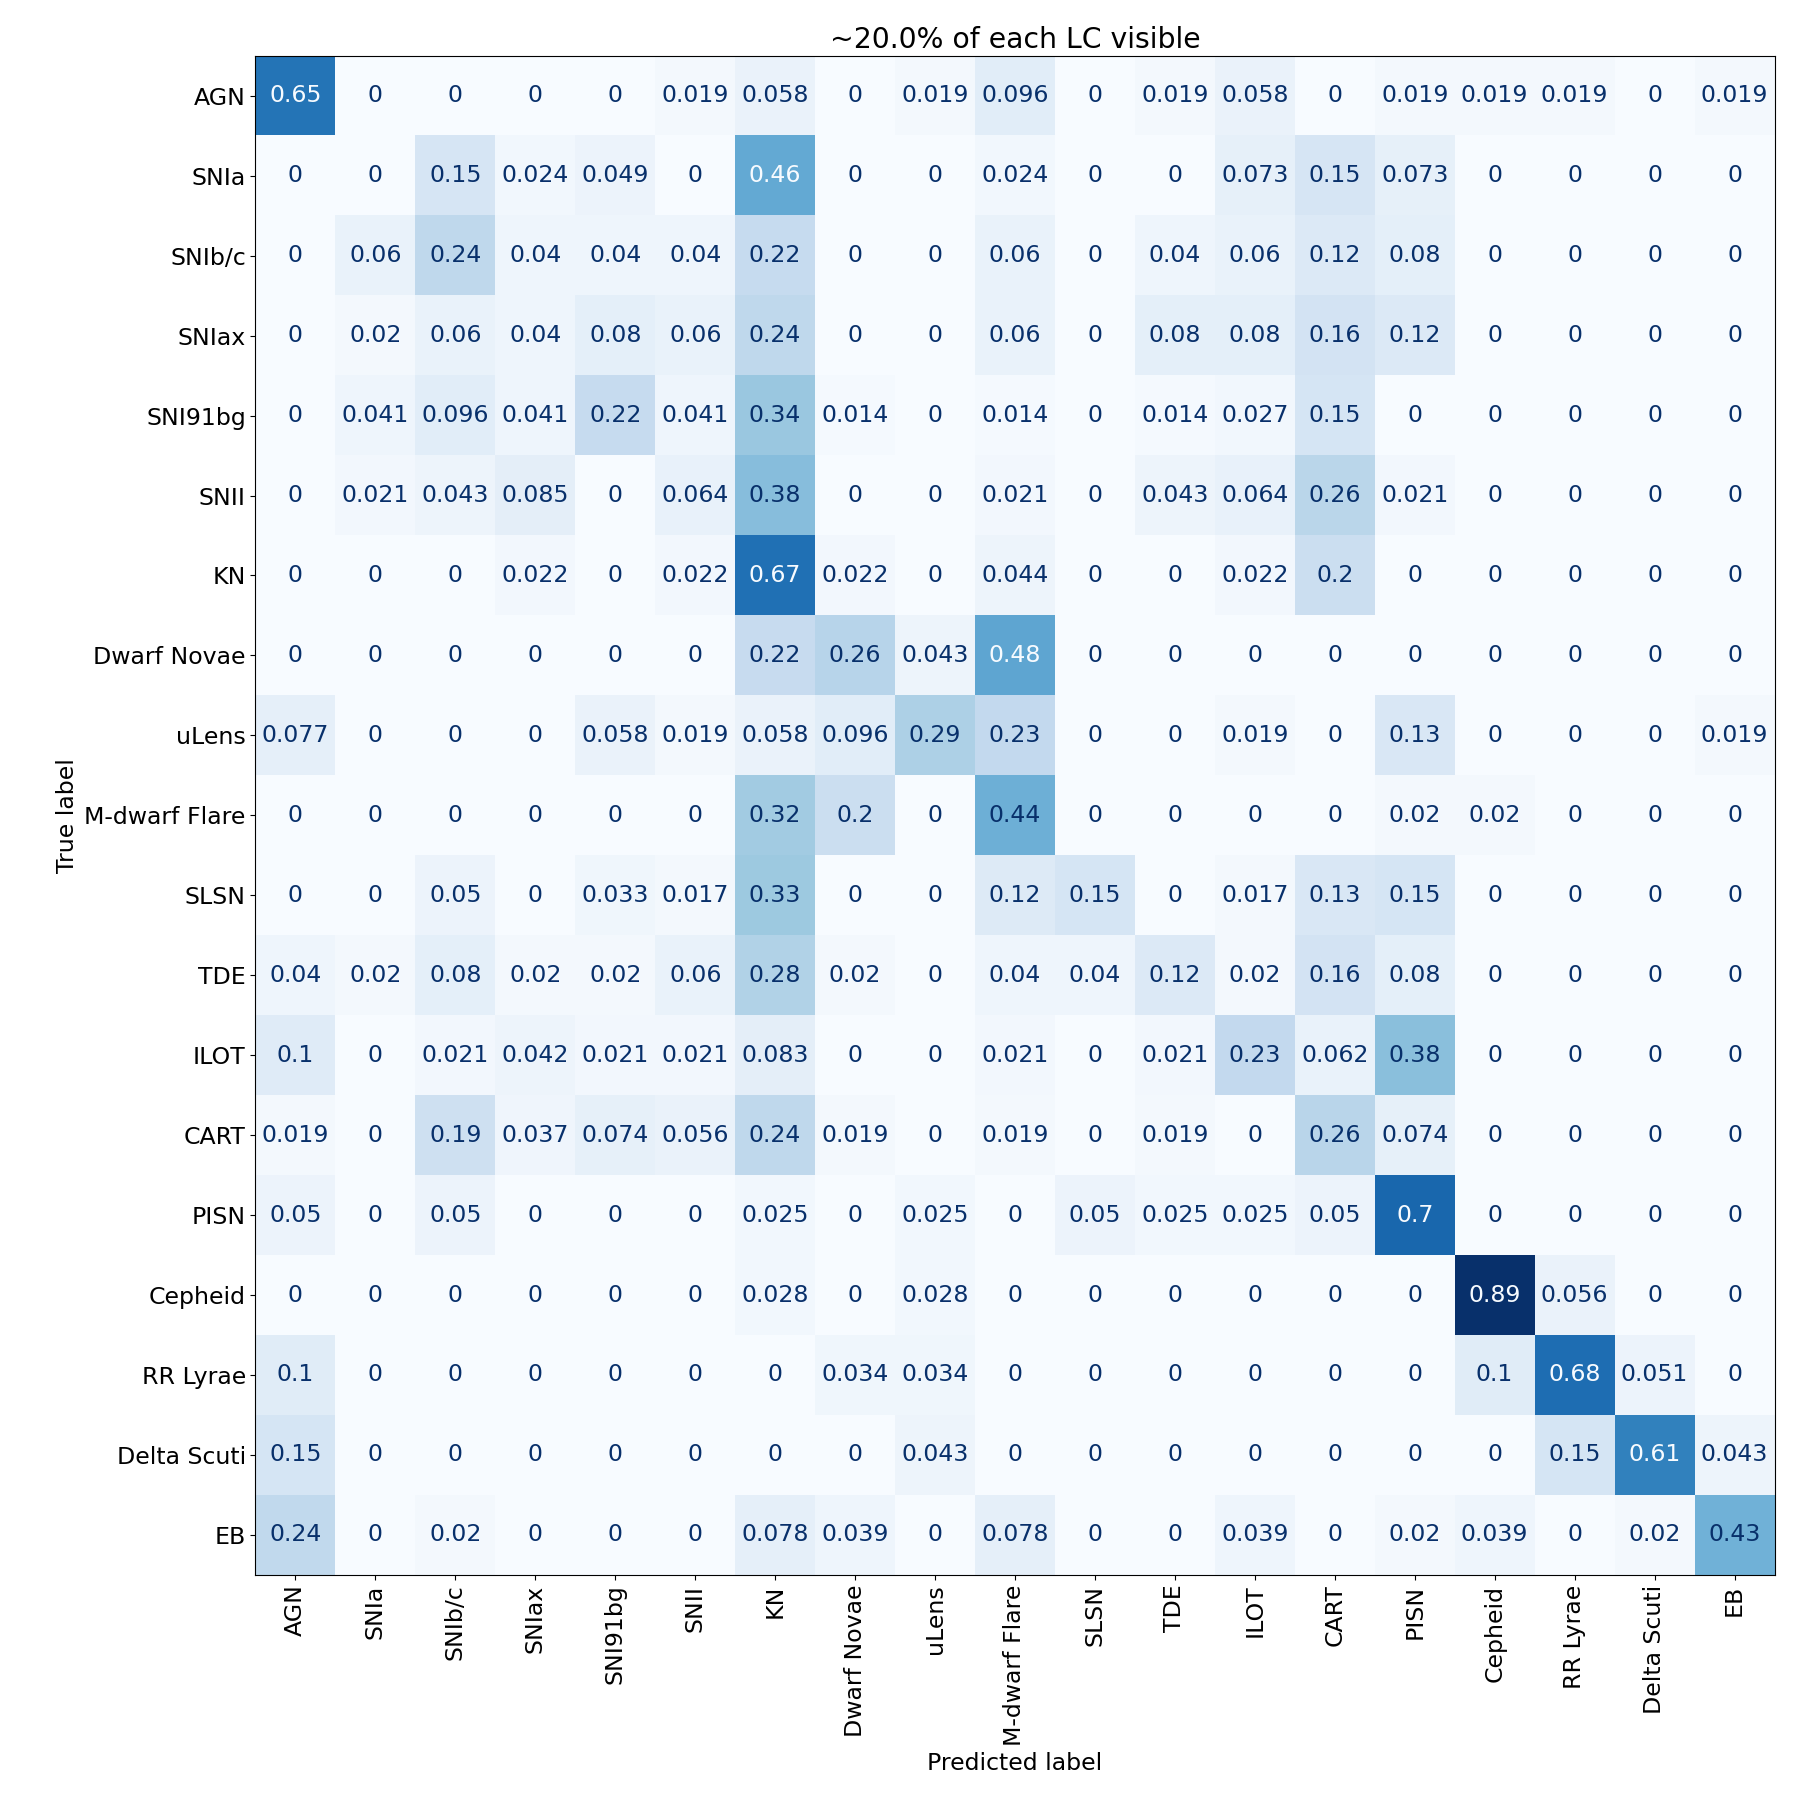 ~20.0% of each LC visible
AGN 0.65 0 0 0 0 0.019 0.058 0 0.019 0.096 0 0.019 0.058 0 0.019 0.019 0.019 0 0.019
SNIa 0 0 0.15 0.024 0.049 0 0.46 0 0 0.024 0 0 0.073 0.15 0.073 0 0 0 0
SNIb/c 0 0.06 0.24 0.04 0.04 0.04 0.22 0 0 0.06 0 0.04 0.06 0.12 0.08 0 0 0 0
SNIax 0 0.02 0.06 0.04 0.08 0.06 0.24 0 0 0.06 0 0.08 0.08 0.16 0.12 0 0 0 0
SNI91bg 0 0.041 0.096 0.041 0.22 0.041 0.34 0.014 0 0.014 0 0.014 0.027 0.15 0 0 0 0 0
SNII 0 0.021 0.043 0.085 0 0.064 0.38 0 0 0.021 0 0.043 0.064 0.26 0.021 0 0 0 0
KN 0 0 0 0.022 0 0.022 0.67 0.022 0 0.044 0 0 0.022 0.2 0 0 0 0 0
Dwarf Novae 0 0 0 0 0 0 0.22 0.26 0.043 0.48 0 0 0 0 0 0 0 0 0
uLens 0.077 0 0 0 0.058 0.019 0.058 0.096 0.29 0.23 0 0 0.019 0 0.13 0 0 0 0.019
M-dwarf Flare 0 0 0 0 0 0 0.32 0.2 0 0.44 0 0 0 0 0.02 0.02 0 0 0
SLSN 0 0 0.05 0 0.033 0.017 0.33 0 0 0.12 0.15 0 0.017 0.13 0.15 0 0 0 0
TDE 0.04 0.02 0.08 0.02 0.02 0.06 0.28 0.02 0 0.04 0.04 0.12 0.02 0.16 0.08 0 0 0 0
ILOT 0.1 0 0.021 0.042 0.021 0.021 0.083 0 0 0.021 0 0.021 0.23 0.062 0.38 0 0 0 0
CART 0.019 0 0.19 0.037 0.074 0.056 0.24 0.019 0 0.019 0 0.019 0 0.26 0.074 0 0 0 0
PISN 0.05 0 0.05 0 0 0 0.025 0 0.025 0 0.05 0.025 0.025 0.05 0.7 0 0 0 0
Cepheid 0 0 0 0 0 0 0.028 0 0.028 0 0 0 0 0 0 0.89 0.056 0 0
RR Lyrae 0.1 0 0 0 0 0 0 0.034 0.034 0 0 0 0 0 0 0.1 0.68 0.051 0
Delta Scuti 0.15 0 0 0 0 0 0 0 0.043 0 0 0 0 0 0 0 0.15 0.61 0.043
EB 0.24 0 0.02 0 0 0 0.078 0.039 0 0.078 0 0 0.039 0 0.02 0.039 0 0.02 0.43
True label
AGN SNIa SNIb/c SNIax SNI91bg SNII KN Dwarf Novae uLens M-dwarf Flare SLSN TDE ILOT CART PISN Cepheid RR Lyrae Delta Scuti EB
Predicted label